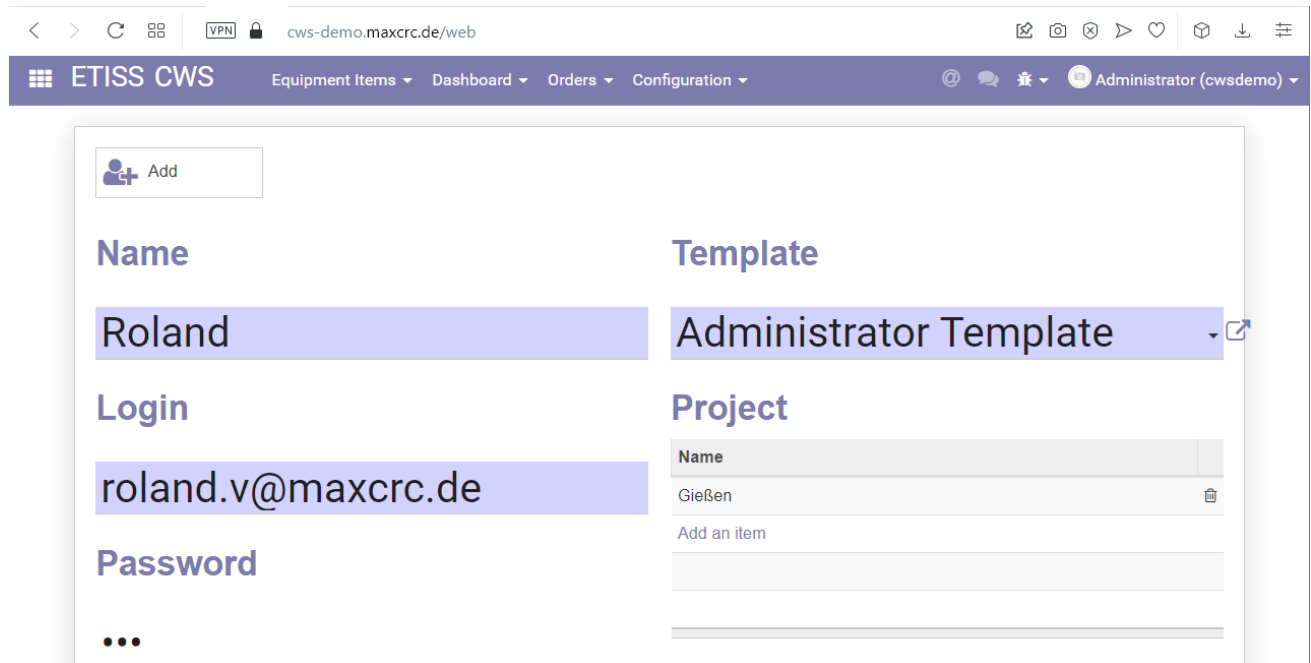 VPN cws-demo.maxcrc.de/web
ETISS CWS Equipment Items Dashboard Orders Configuration @ Administrator (cwsdemo)
Add
Name
Roland
Login
roland.v@maxcrc.de
Password
•••
Template
Administrator Template
Project
Name
Gießen
Add an item